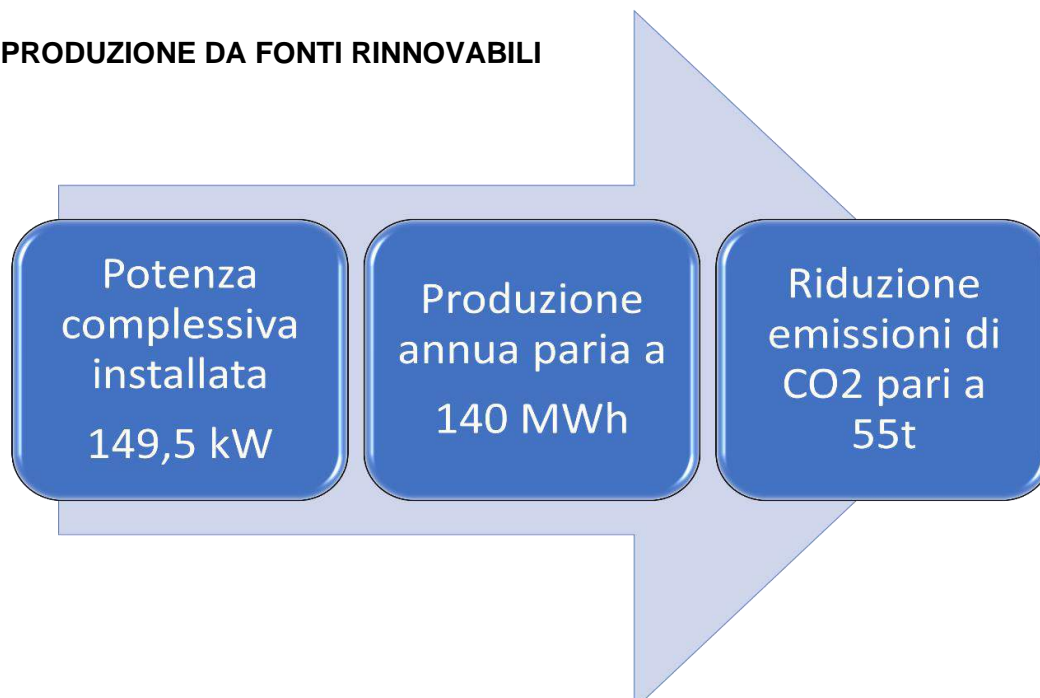 PRODUZIONE DA FONTI RINNOVABILI
Potenza
complessiva
installata
149,5 kW
Produzione
annua paria a
140 MWh
Riduzione
emissioni di
CO2 pari a
55t